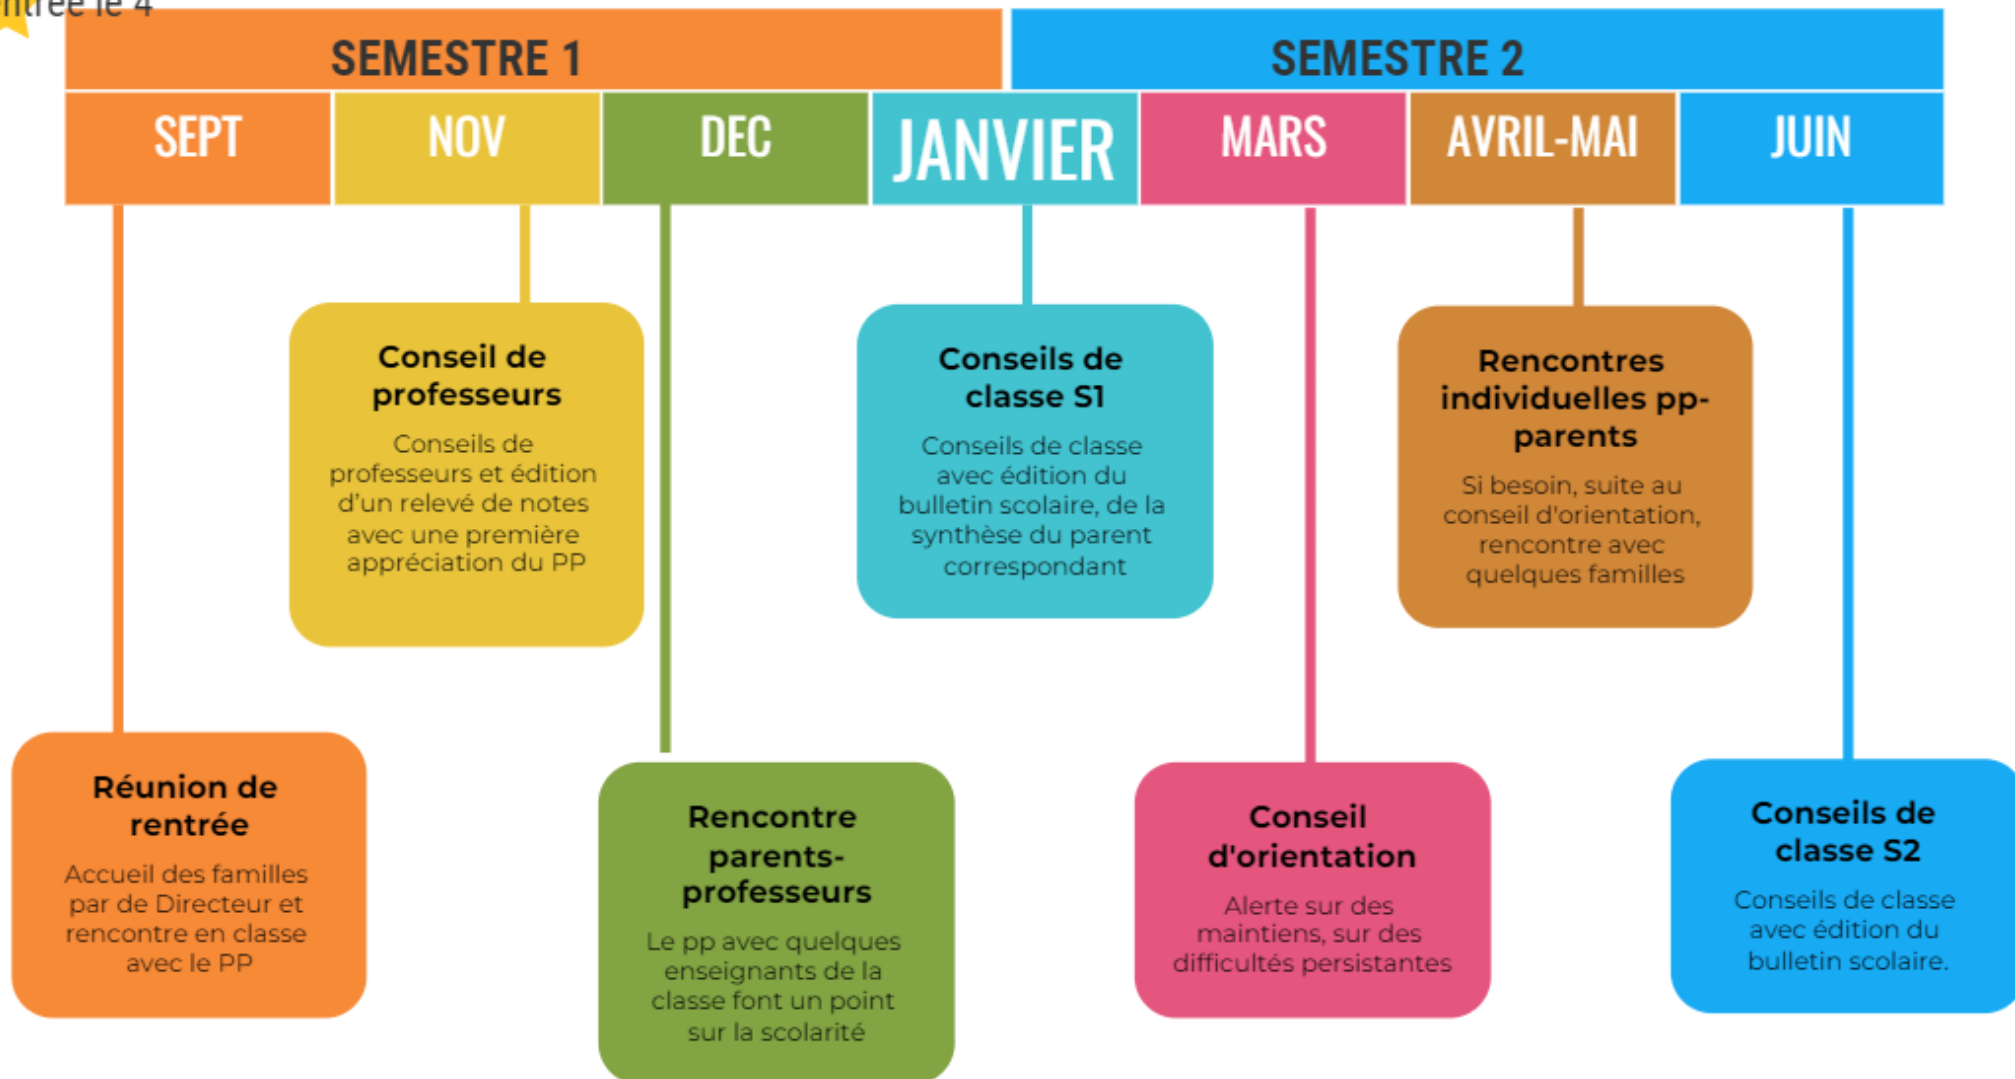 le 4
SEMESTRE 1
SEMESTRE 2
SEPT
NOV
DEC
JANVIER
MARS
AVRIL-MAI
JUIN
Conseil de
professeurs
Conseils de
professeurs et édition
d'un relevé de notes
avec une première
appréciation du PP
Conseils de
classe S1
Conseils de classe
avec édition du
bulletin scolaire, de la
synthèse du parent
correspondant
Rencontres
individuelles pp-
parents
Si besoin, suite au
conseil d'orientation,
rencontre avec
quelques familles
Réunion de
rentrée
Accueil des familles
par de Directeur et
rencontre en classe
avec le PP
Rencontre
parents-
professeurs
Le pp avec quelques
enseignants de la
classe font un point
sur la scolarité
Conseil
d'orientation
Alerte sur des
maintiens, sur des
difficultés persistantes
Conseils de
classe S2
Conseils de classe
avec édition du
bulletin scolaire.